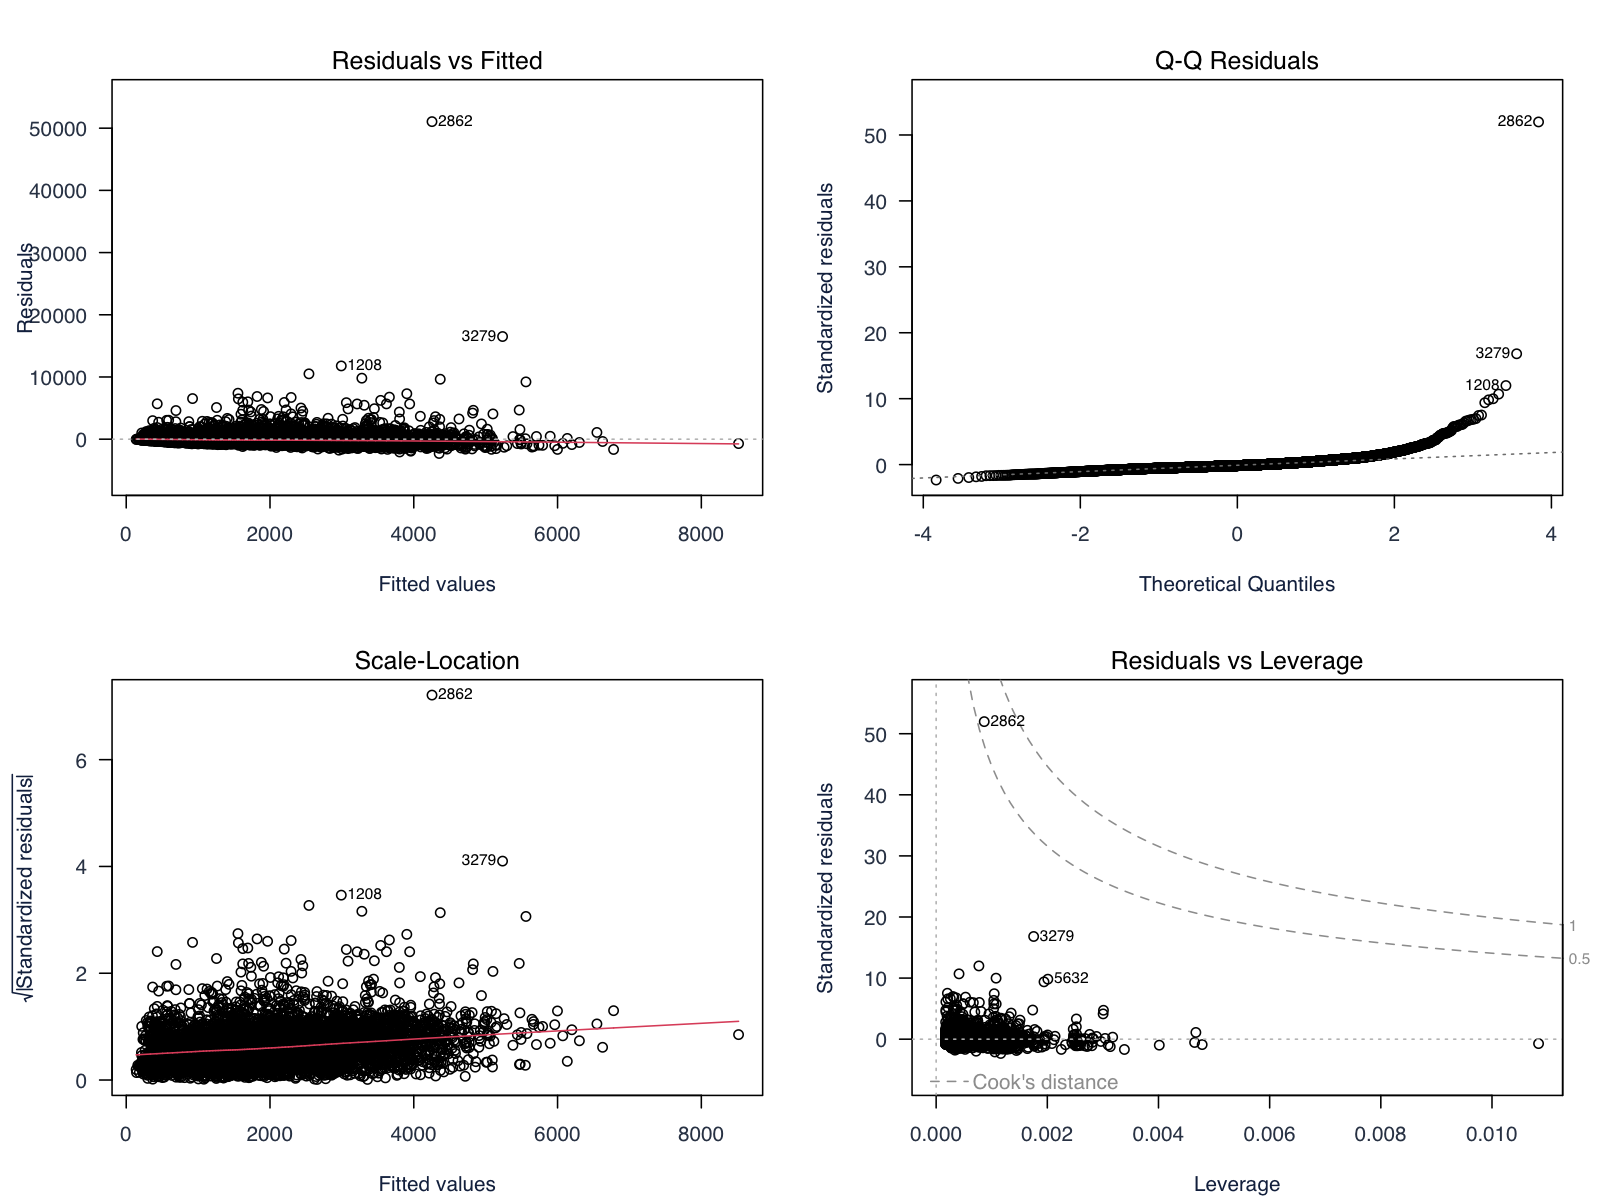 Residuals vs Fitted
50000
40000
30000
20000
10000
0
Residuals
2862
3279
1208
0 2000 4000 6000 8000
Fitted values
Q-Q Residuals
50
40
30
20
10
0
Standardized residuals
2862
3279
1208
-4 -2 0 2 4
Theoretical Quantiles
Scale-Location
6
4
2
0
√|Standardized residuals|
2862
3279
1208
0 2000 4000 6000 8000
Fitted values
Residuals vs Leverage
50
40
30
20
10
0
Standardized residuals
2862
3279
5632
1
0.5
Cook's distance
0.000 0.002 0.004 0.006 0.008 0.010
Leverage